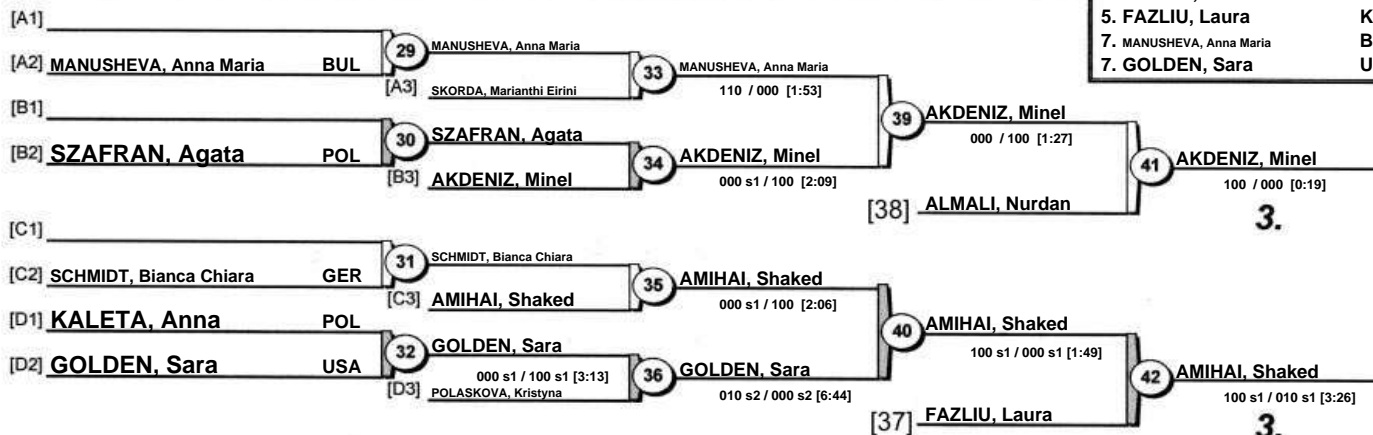 [A1]
[A2] MANUSHEVA, Anna Maria BUL
29
MANUSHEVA, Anna Maria
[A3] SKORDA, Marianthi Eirini
33
MANUSHEVA, Anna Maria
110 / 000 [1:53]
[B1]
[B2] SZAFRAN, Agata POL
30
SZAFRAN, Agata
[B3] AKDENIZ, Minel
34
AKDENIZ, Minel
000 s1 / 100 [2:09]
39
AKDENIZ, Minel
000 / 100 [1:27]
[38] ALMALI, Nurdan
41
AKDENIZ, Minel
100 / 000 [0:19]
3.
5. FAZLIU, Laura K
7. MANUSHEVA, Anna Maria B
7. GOLDEN, Sara U
[C1]
[C2] SCHMIDT, Bianca Chiara GER
31
SCHMIDT, Bianca Chiara
[C3] AMIHAI, Shaked
35
AMIHAI, Shaked
000 s1 / 100 [2:06]
[D1] KALETA, Anna POL
[D2] GOLDEN, Sara USA
32
GOLDEN, Sara
000 s1 / 100 s1 [3:13]
[D3] POLASKOVA, Kristyna
36
GOLDEN, Sara
010 s2 / 000 s2 [6:44]
40
AMIHAI, Shaked
100 s1 / 000 s1 [1:49]
[37] FAZLIU, Laura
42
AMIHAI, Shaked
100 s1 / 010 s1 [3:26]
3.